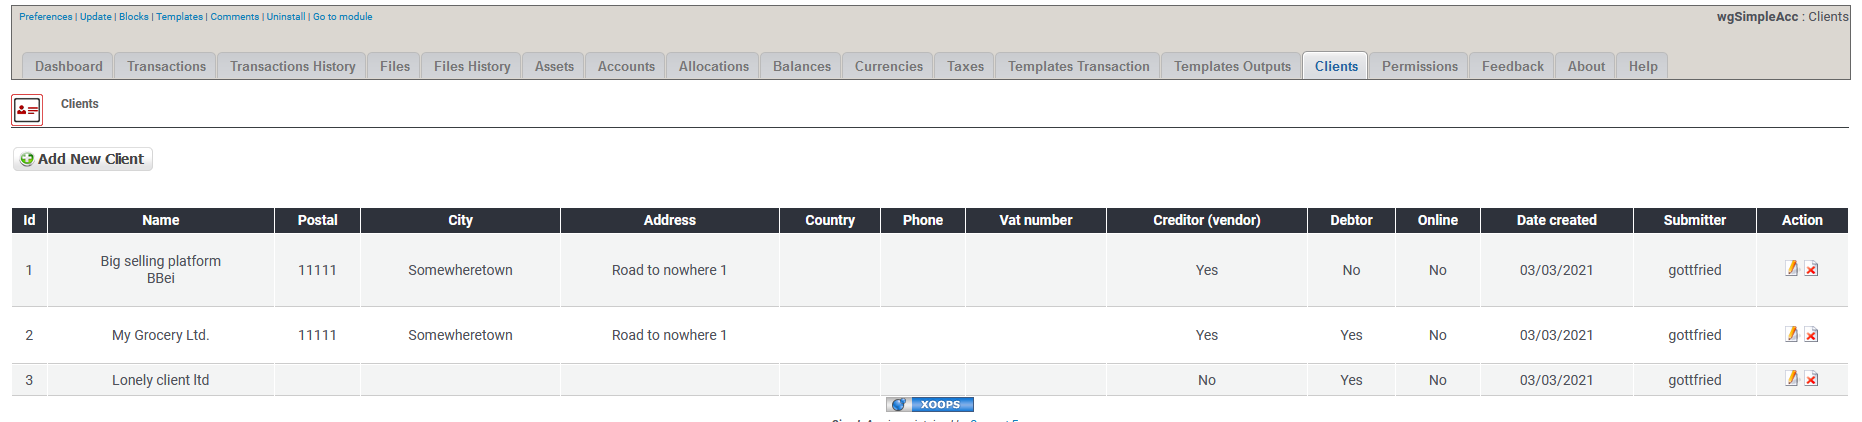 Preferences | Update | Blocks | Templates | Comments | Uninstall | Go to module
wgSimpleAcc : Clients
Dashboard Transactions Transactions History Files Files History Assets Accounts Allocations Balances Currencies Taxes Templates Transaction Templates Outputs Clients Permissions Feedback About Help
Clients
Add New Client
Id Name Postal City Address Country Phone Vat number Creditor (vendor) Debtor Online Date created Submitter Action
1 Big selling platform BBei 11111 Somewheretown Road to nowhere 1 Yes No No 03/03/2021 gottfried
2 My Grocery Ltd. 11111 Somewheretown Road to nowhere 1 Yes Yes No 03/03/2021 gottfried
3 Lonely client ltd No Yes No 03/03/2021 gottfried
XOOPS